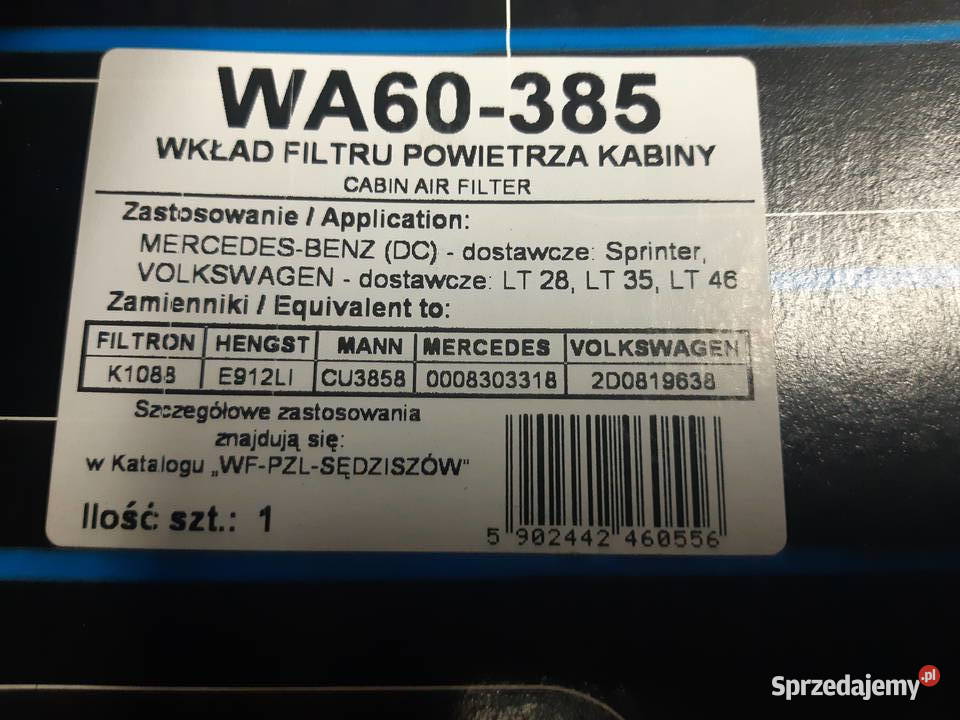 WA60-385
WKŁAD FILTRU POWIETRZA KABINY
CABIN AIR FILTER
Zastosowanie / Application:
MERCEDES-BENZ (DC) - dostawcze: Sprinter,
VOLKSWAGEN - dostawcze: LT 28, LT 35, LT 46
Zamienniki / Equivalent to:
FILTRON HENGST MANN MERCEDES VOLKSWAGEN
K1088 E912LI CU3858 0008303318 2D0819638
Szczegółowe zastosowania
znajdują się:
w Katalogu „WF-PZL-SĘDZISZÓW"
Ilość szt.: 1
5 902442 460556
Sprzedajemy.pl